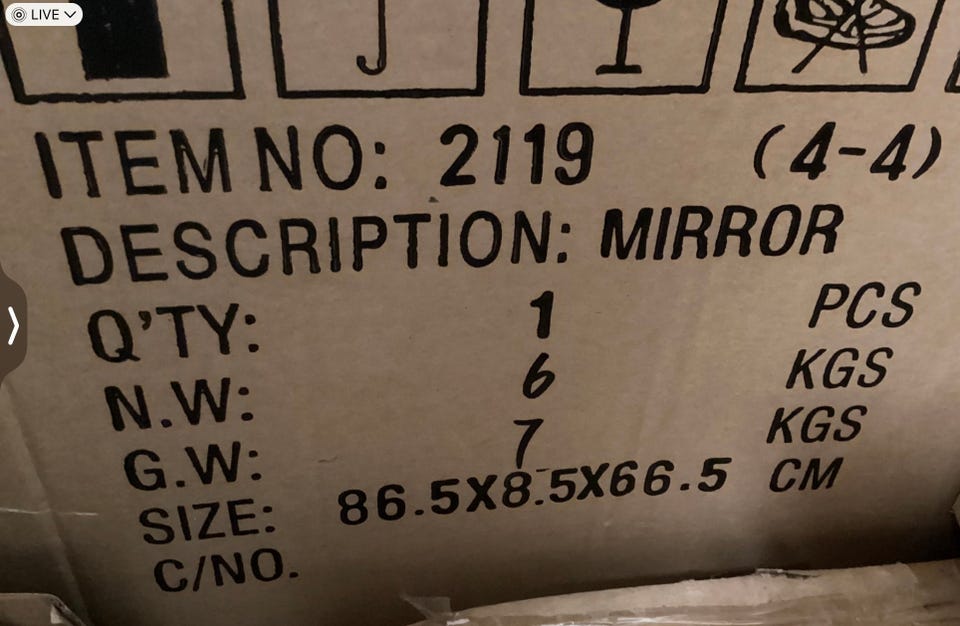 LIVE
ITEM NO: 2119 (4-4)
DESCRIPTION: MIRROR
Q'TY: 1 PCS
N.W: 6 KGS
G.W: 7 KGS
SIZE: 86.5X8.5X66.5 CM
C/NO.